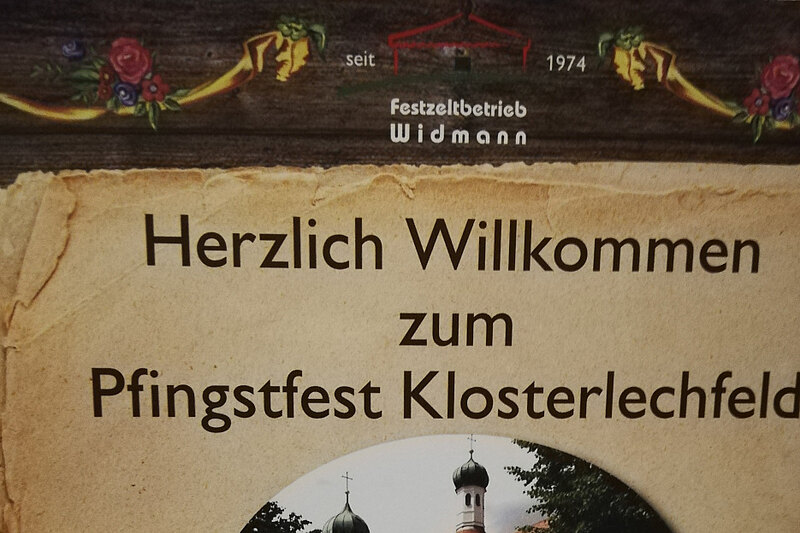 seit 1974
Festzeltbetrieb
Widmann
Herzlich Willkommen
zum
Pfingstfest Klosterlechfeld